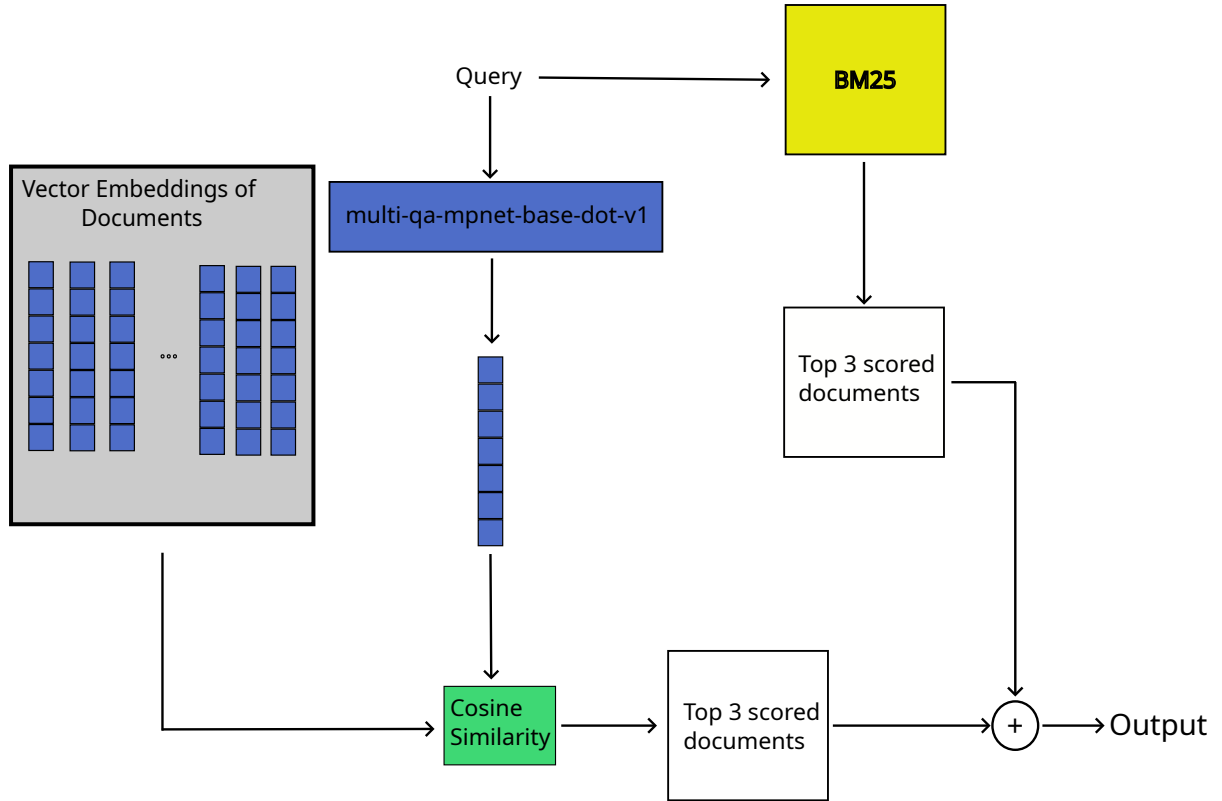 Query
BM25
Vector Embeddings of
Documents
multi-qa-mpnet-base-dot-v1
Top 3 scored
documents
Cosine
Similarity
Top 3 scored
documents
+
Output